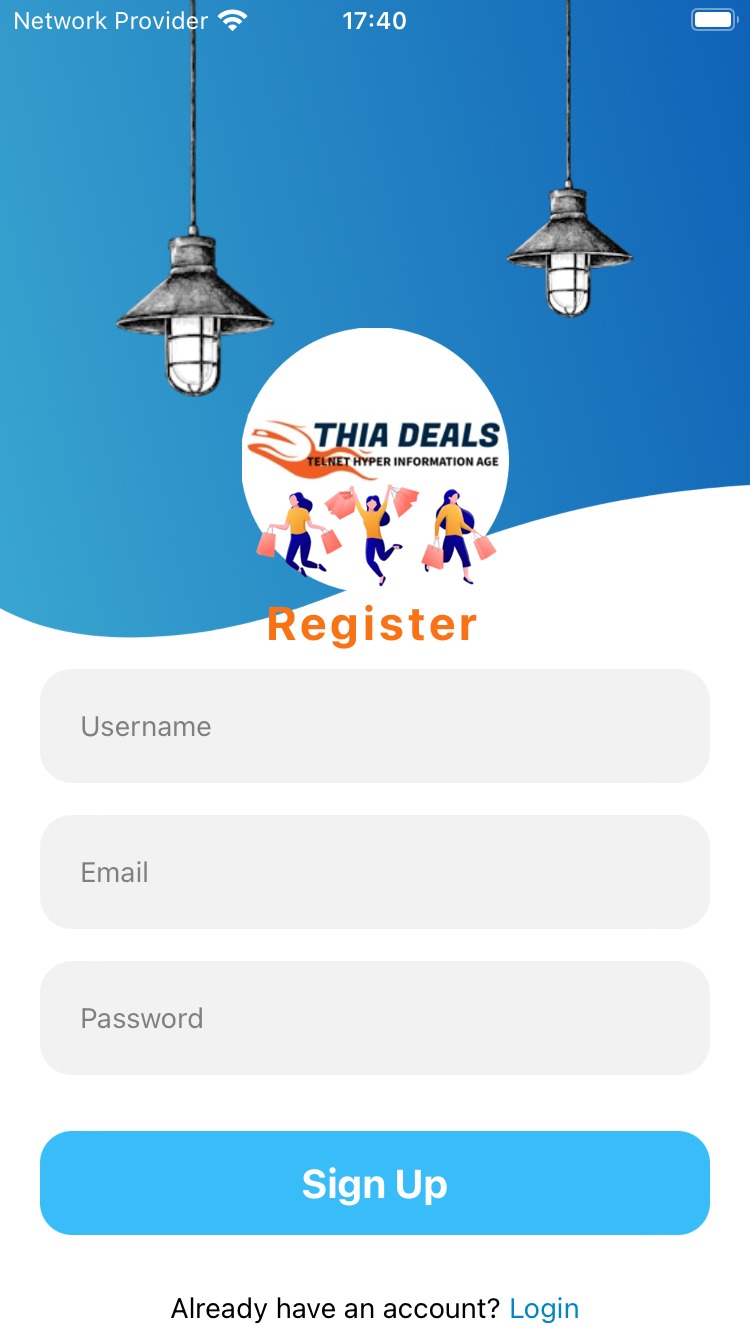 Network Provider 17:40
THIA DEALS
TELNET HYPER INFORMATION AGE
Register
Username
Email
Password
Sign Up
Already have an account? Login